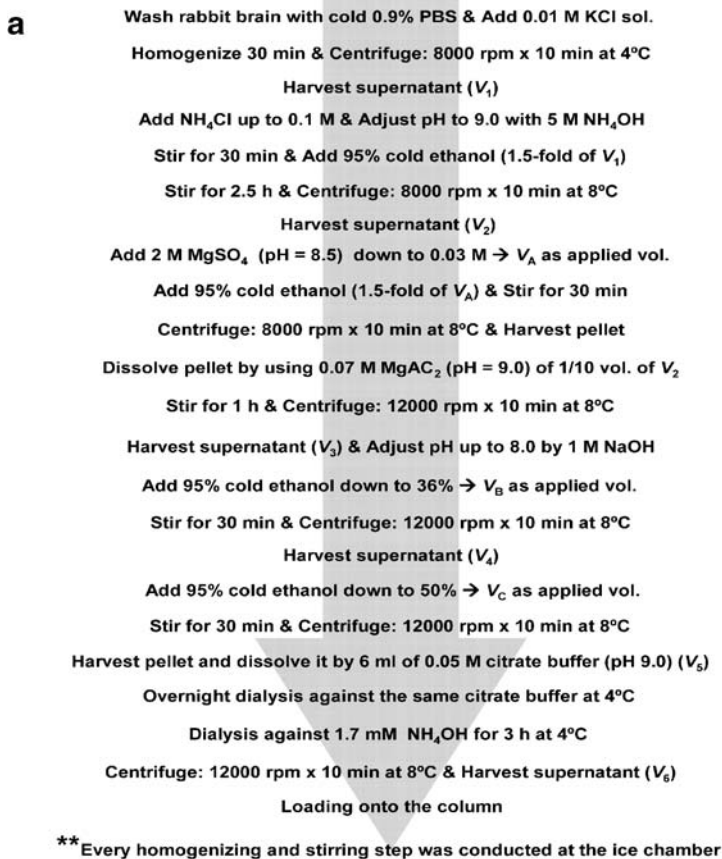 a
Wash rabbit brain with cold 0.9% PBS & Add 0.01 M KCl sol.
Homogenize 30 min & Centrifuge: 8000 rpm x 10 min at 4ºC
Harvest supernatant (V₁)
Add NH₄Cl up to 0.1 M & Adjust pH to 9.0 with 5 M NH₄OH
Stir for 30 min & Add 95% cold ethanol (1.5-fold of V₁)
Stir for 2.5 h & Centrifuge: 8000 rpm x 10 min at 8ºC
Harvest supernatant (V₂)
Add 2 M MgSO₄ (pH = 8.5) down to 0.03 M → V_A as applied vol.
Add 95% cold ethanol (1.5-fold of V_A) & Stir for 30 min
Centrifuge: 8000 rpm x 10 min at 8ºC & Harvest pellet
Dissolve pellet by using 0.07 M MgAC₂ (pH = 9.0) of 1/10 vol. of V₂
Stir for 1 h & Centrifuge: 12000 rpm x 10 min at 8ºC
Harvest supernatant (V₃) & Adjust pH up to 8.0 by 1 M NaOH
Add 95% cold ethanol down to 36% → V_B as applied vol.
Stir for 30 min & Centrifuge: 12000 rpm x 10 min at 8ºC
Harvest supernatant (V₄)
Add 95% cold ethanol down to 50% → V_C as applied vol.
Stir for 30 min & Centrifuge: 12000 rpm x 10 min at 8ºC
Harvest pellet and dissolve it by 6 ml of 0.05 M citrate buffer (pH 9.0) (V₅)
Overnight dialysis against the same citrate buffer at 4ºC
Dialysis against 1.7 mM NH₄OH for 3 h at 4ºC
Centrifuge: 12000 rpm x 10 min at 8ºC & Harvest supernatant (V₆)
Loading onto the column
**Every homogenizing and stirring step was conducted at the ice chamber